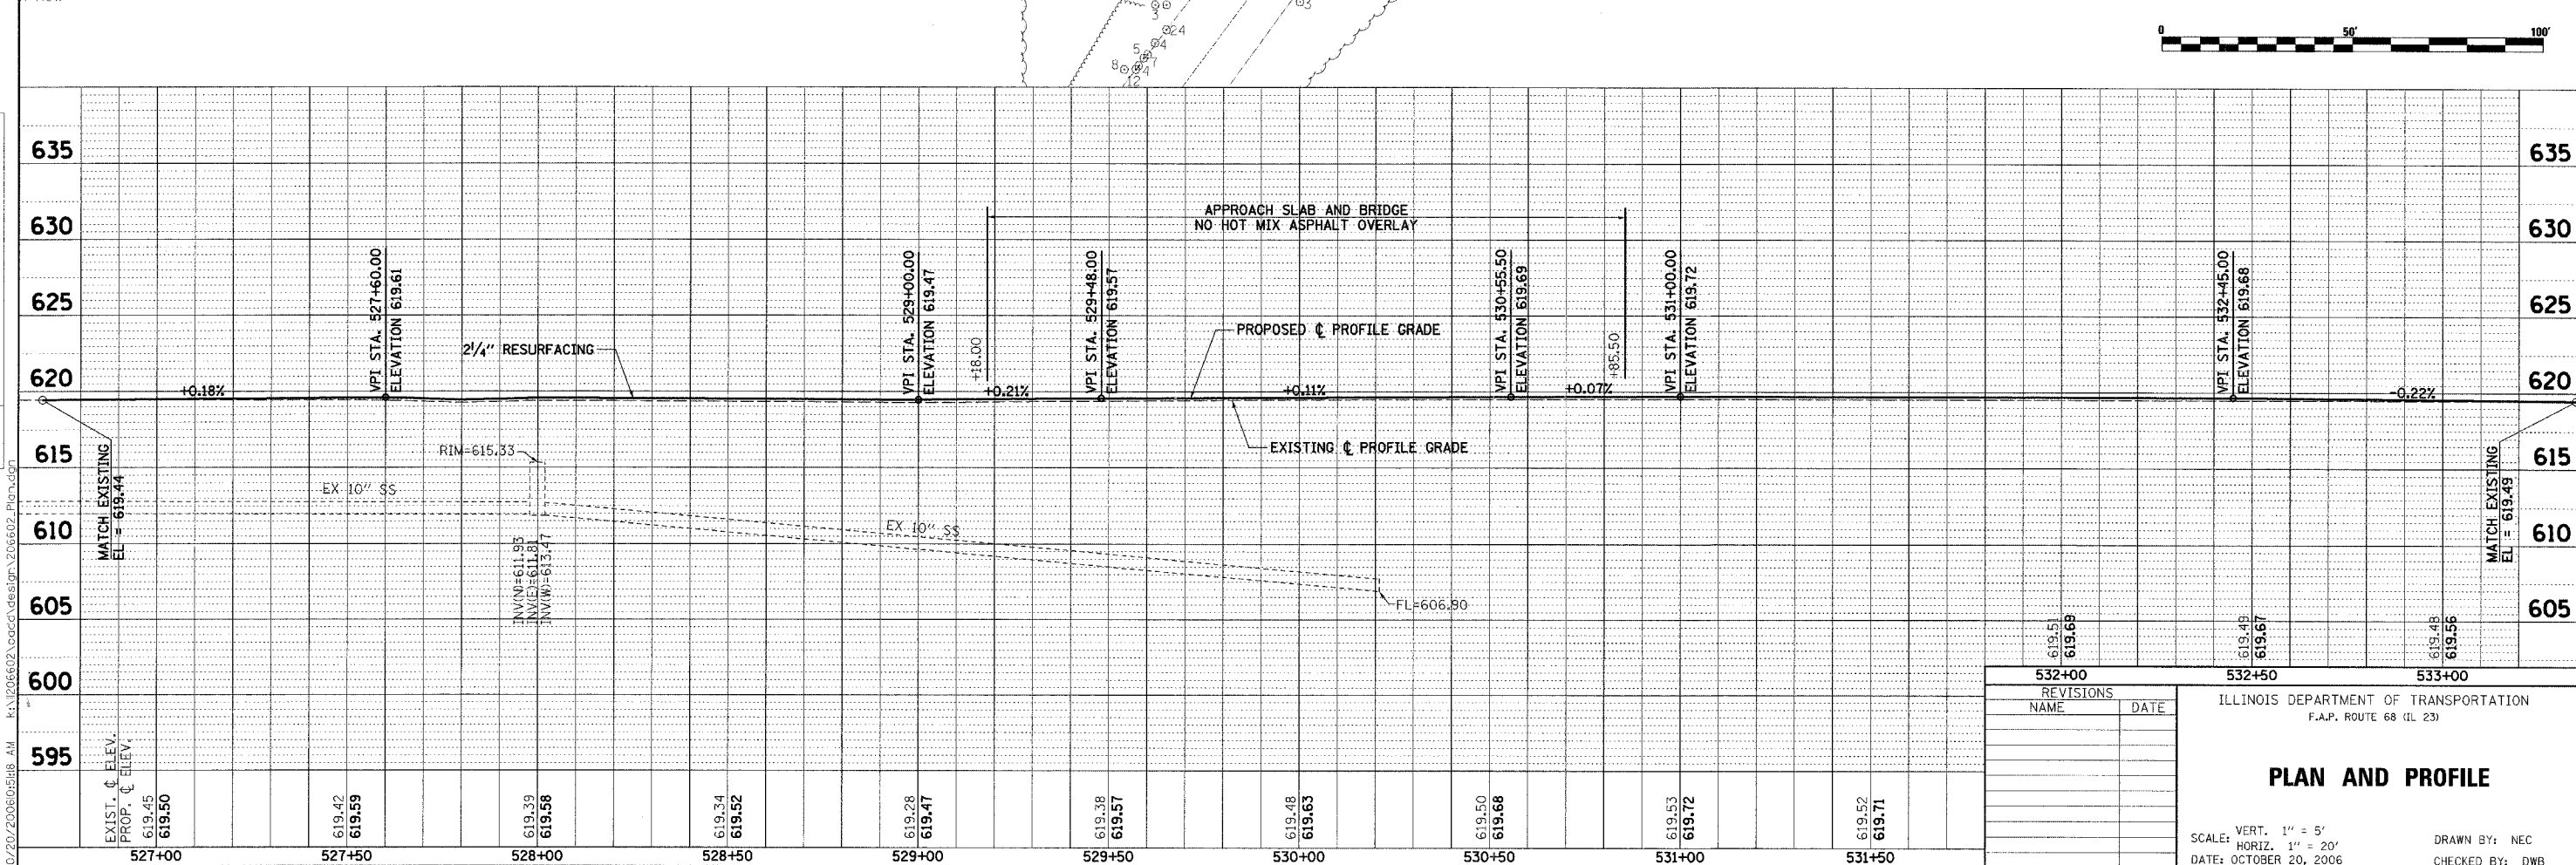 3
24
4
5
7
8
4
12
3
0 50' 100'
635 635
630 630
625 625
620 620
615 615
610 610
605 605
600
595
APPROACH SLAB AND BRIDGE
NO HOT MIX ASPHALT OVERLAY
VPI STA. 527+60.00
ELEVATION 619.61
VPI STA. 529+00.00
ELEVATION 619.47
+18.00
VPI STA. 529+48.00
ELEVATION 619.57
VPI STA. 530+55.50
ELEVATION 619.69
+85.50
VPI STA. 531+00.00
ELEVATION 619.72
VPI STA. 532+45.00
ELEVATION 619.68
2¼" RESURFACING
PROPOSED ℄ PROFILE GRADE
+0.18%
+0.21%
+0.11%
+0.07%
-0.22%
EXISTING ℄ PROFILE GRADE
MATCH EXISTING
EL = 619.44
MATCH EXISTING
EL = 619.49
RIM=615.33
EX 10" SS
EX 10" SS
INV(N)=611.93
INV(E)=611.81
INV(W)=613.47
FL=606.90
EXIST. ℄ ELEV.
PROP. ℄ ELEV.
619.45
619.50
619.42
619.59
619.39
619.58
619.34
619.52
619.28
619.47
619.38
619.57
619.48
619.63
619.50
619.68
619.53
619.72
619.52
619.71
619.51
619.69
619.49
619.67
619.48
619.56
527+00 527+50 528+00 528+50 529+00 529+50 530+00 530+50 531+00 531+50
532+00 532+50 533+00
REVISIONS
NAME DATE
ILLINOIS DEPARTMENT OF TRANSPORTATION
F.A.P. ROUTE 68 (IL 23)
PLAN AND PROFILE
SCALE: VERT. 1" = 5'
HORIZ. 1" = 20'
DATE: OCTOBER 20, 2006
DRAWN BY: NEC
CHECKED BY: DWB